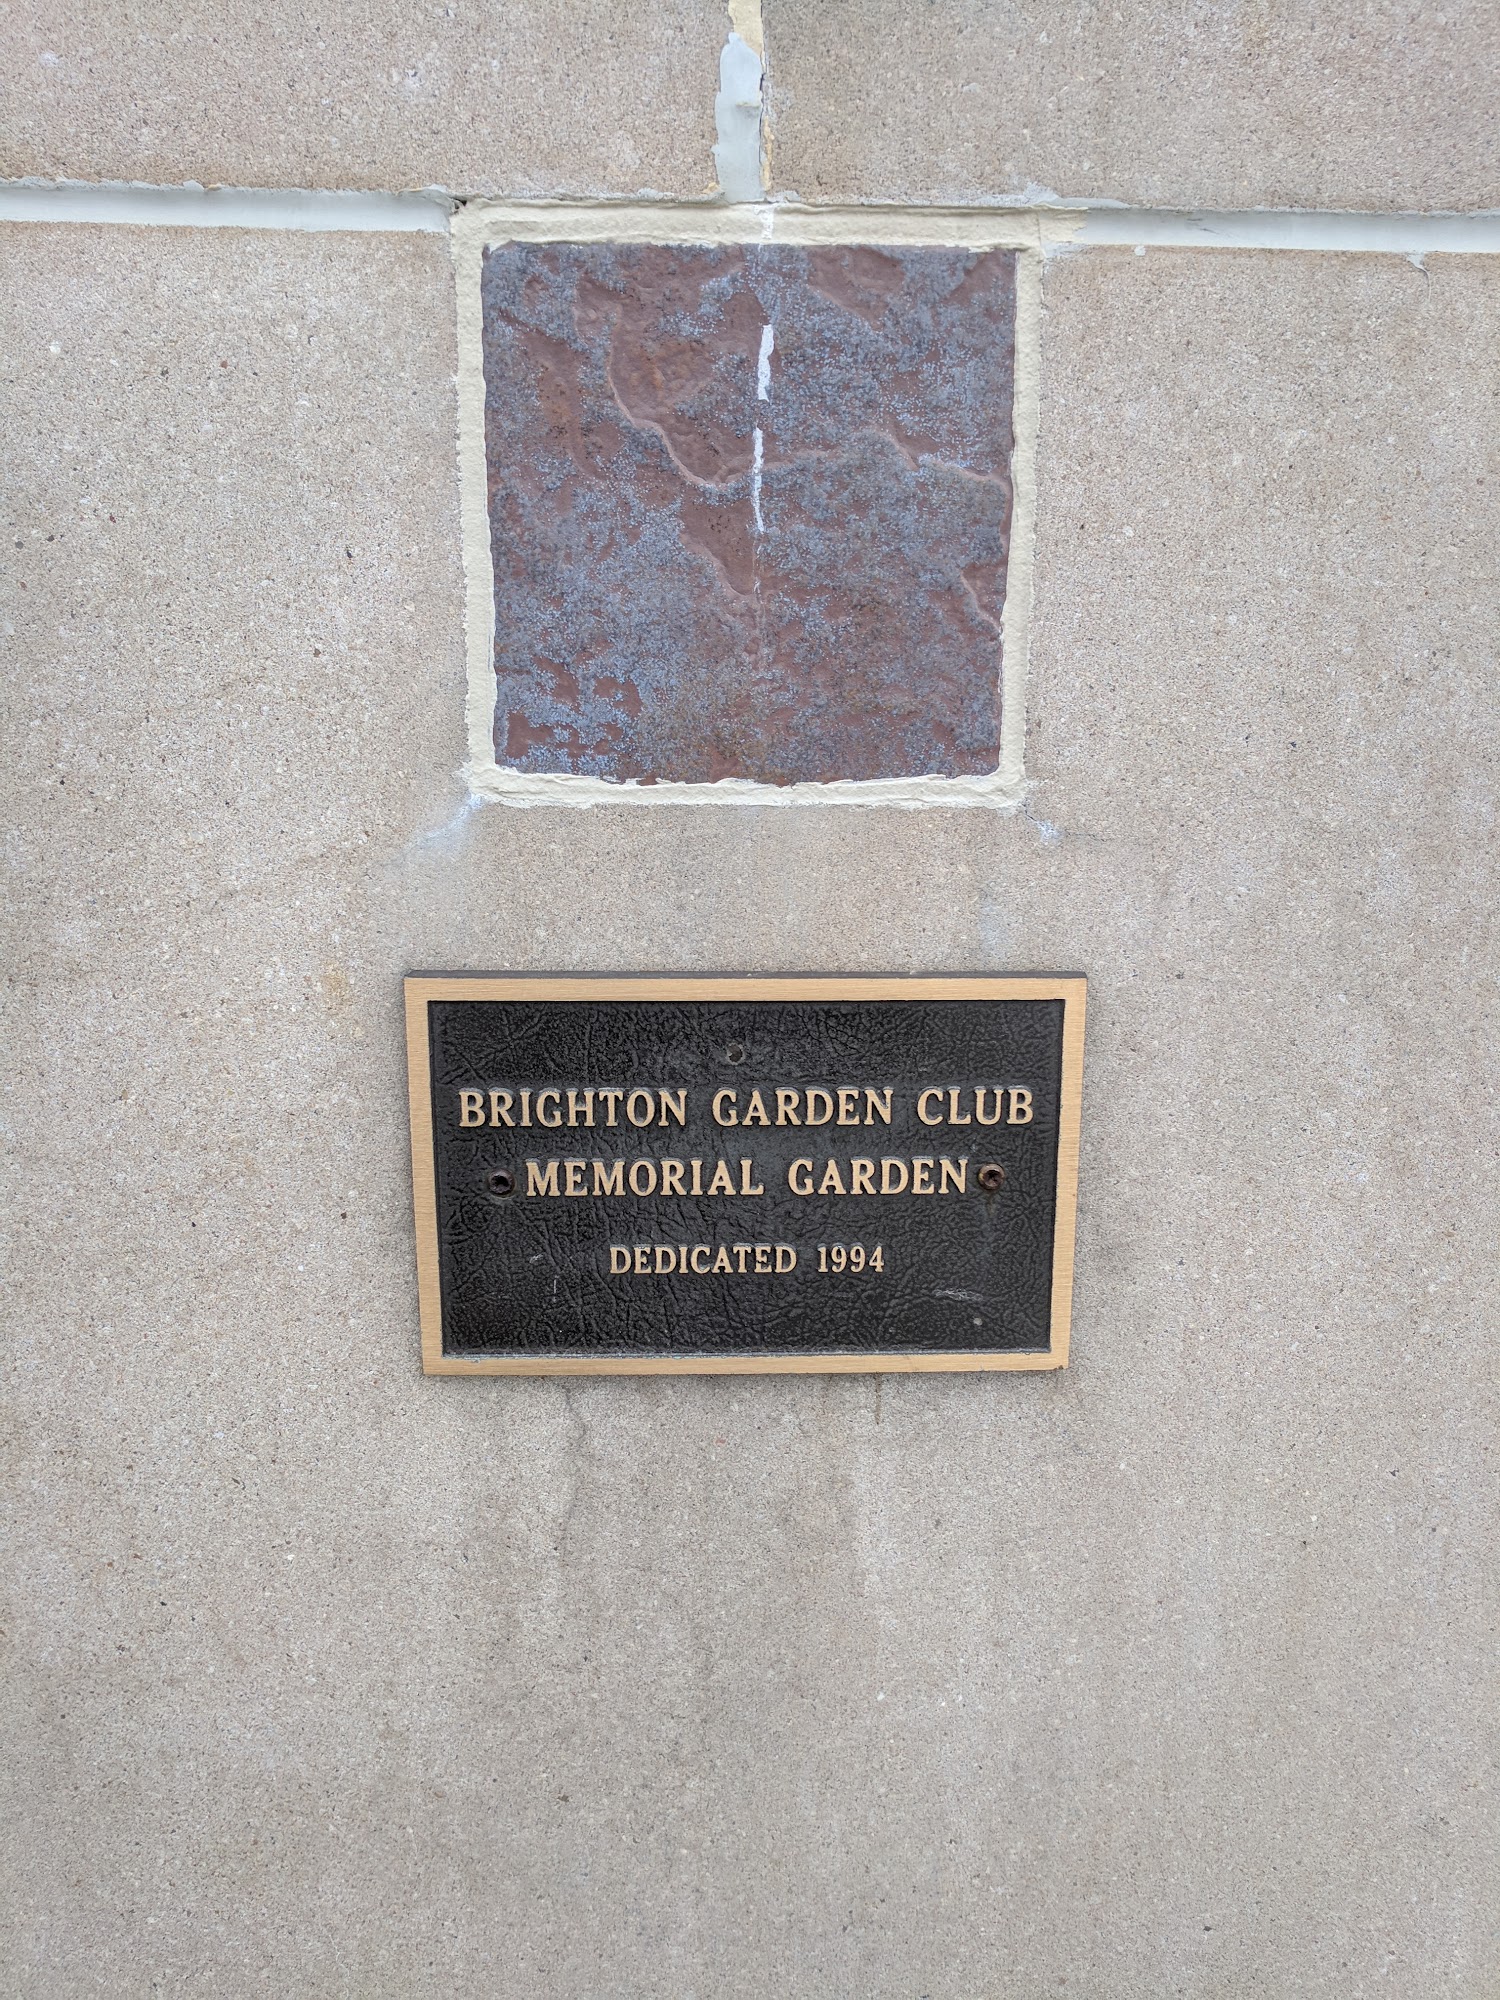 BRIGHTON GARDEN CLUB
MEMORIAL GARDEN
DEDICATED 1994